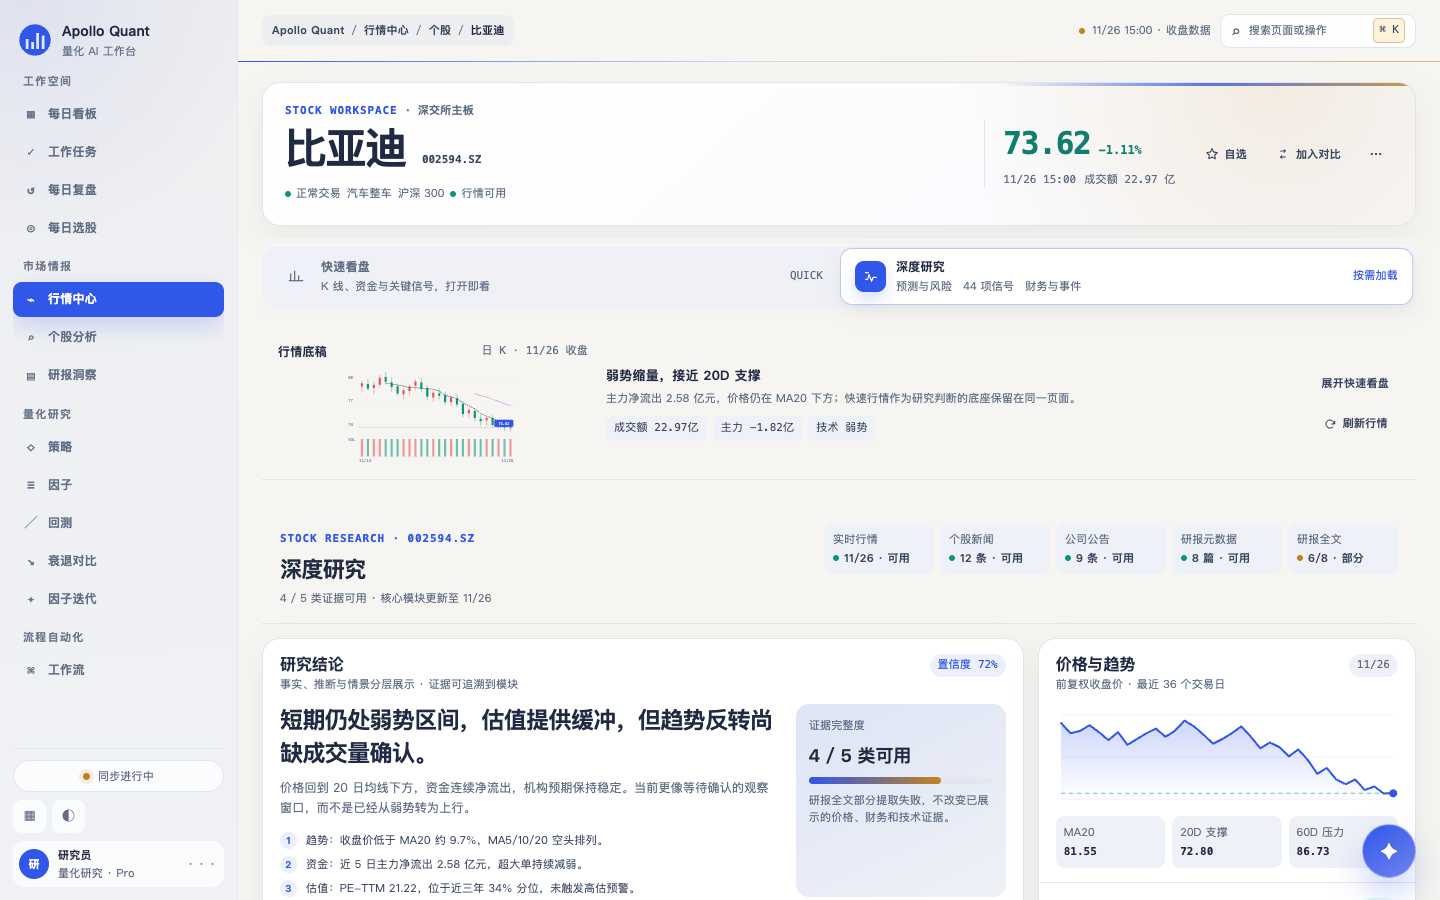 Apollo Quant
量化 AI 工作台
工作空间
每日看板
工作任务
每日复盘
每日选股
市场情报
行情中心
个股分析
研报洞察
量化研究
策略
因子
回测
衰退对比
因子迭代
流程自动化
工作流
同步进行中
研
研究员
量化研究 · Pro
Apollo Quant / 行情中心 / 个股 / 比亚迪
11/26 15:00 · 收盘数据
搜索页面或操作
⌘ K
STOCK WORKSPACE · 深交所主板
比亚迪 002594.SZ
正常交易 汽车整车 沪深 300 行情可用
73.62 −1.11%
11/26 15:00 成交额 22.97 亿
自选
加入对比
···
快速看盘
K 线、资金与关键信号，打开即看
QUICK
深度研究
预测与风险 44 项信号 财务与事件
按需加载
行情底稿
日 K · 11/26 收盘
77
73.62
VOL
11/26
弱势缩量，接近 20D 支撑
主力净流出 2.58 亿元，价格仍在 MA20 下方；快速行情作为研究判断的底座保留在同一页面。
成交额 22.97亿
主力 −1.82亿
技术 弱势
展开快速看盘
刷新行情
STOCK RESEARCH · 002594.SZ
深度研究
4 / 5 类证据可用 · 核心模块更新至 11/26
实时行情
11/26 · 可用
个股新闻
12 条 · 可用
公司公告
9 条 · 可用
研报元数据
8 篇 · 可用
研报全文
6/8 · 部分
研究结论
事实、推断与情景分层展示 · 证据可追溯到模块
置信度 72%
短期仍处弱势区间，估值提供缓冲，但趋势反转尚
缺成交量确认。
价格回到 20 日均线下方，资金连续净流出，机构预期保持稳定。当前更像等待确认的观察
窗口，而不是已经从弱势转为上行。
1 趋势：收盘价低于 MA20 约 9.7%，MA5/10/20 空头排列。
2 资金：近 5 日主力净流出 2.58 亿元，超大单持续减弱。
3 估值：PE-TTM 21.22，位于近三年 34% 分位，未触发高估预警。
证据完整度
4 / 5 类可用
研报全文部分提取失败，不改变已展
示的价格、财务和技术证据。
价格与趋势
前复权收盘价 · 最近 36 个交易日
11/26
MA20
81.55
20D 支撑
72.80
60D 压力
86.73